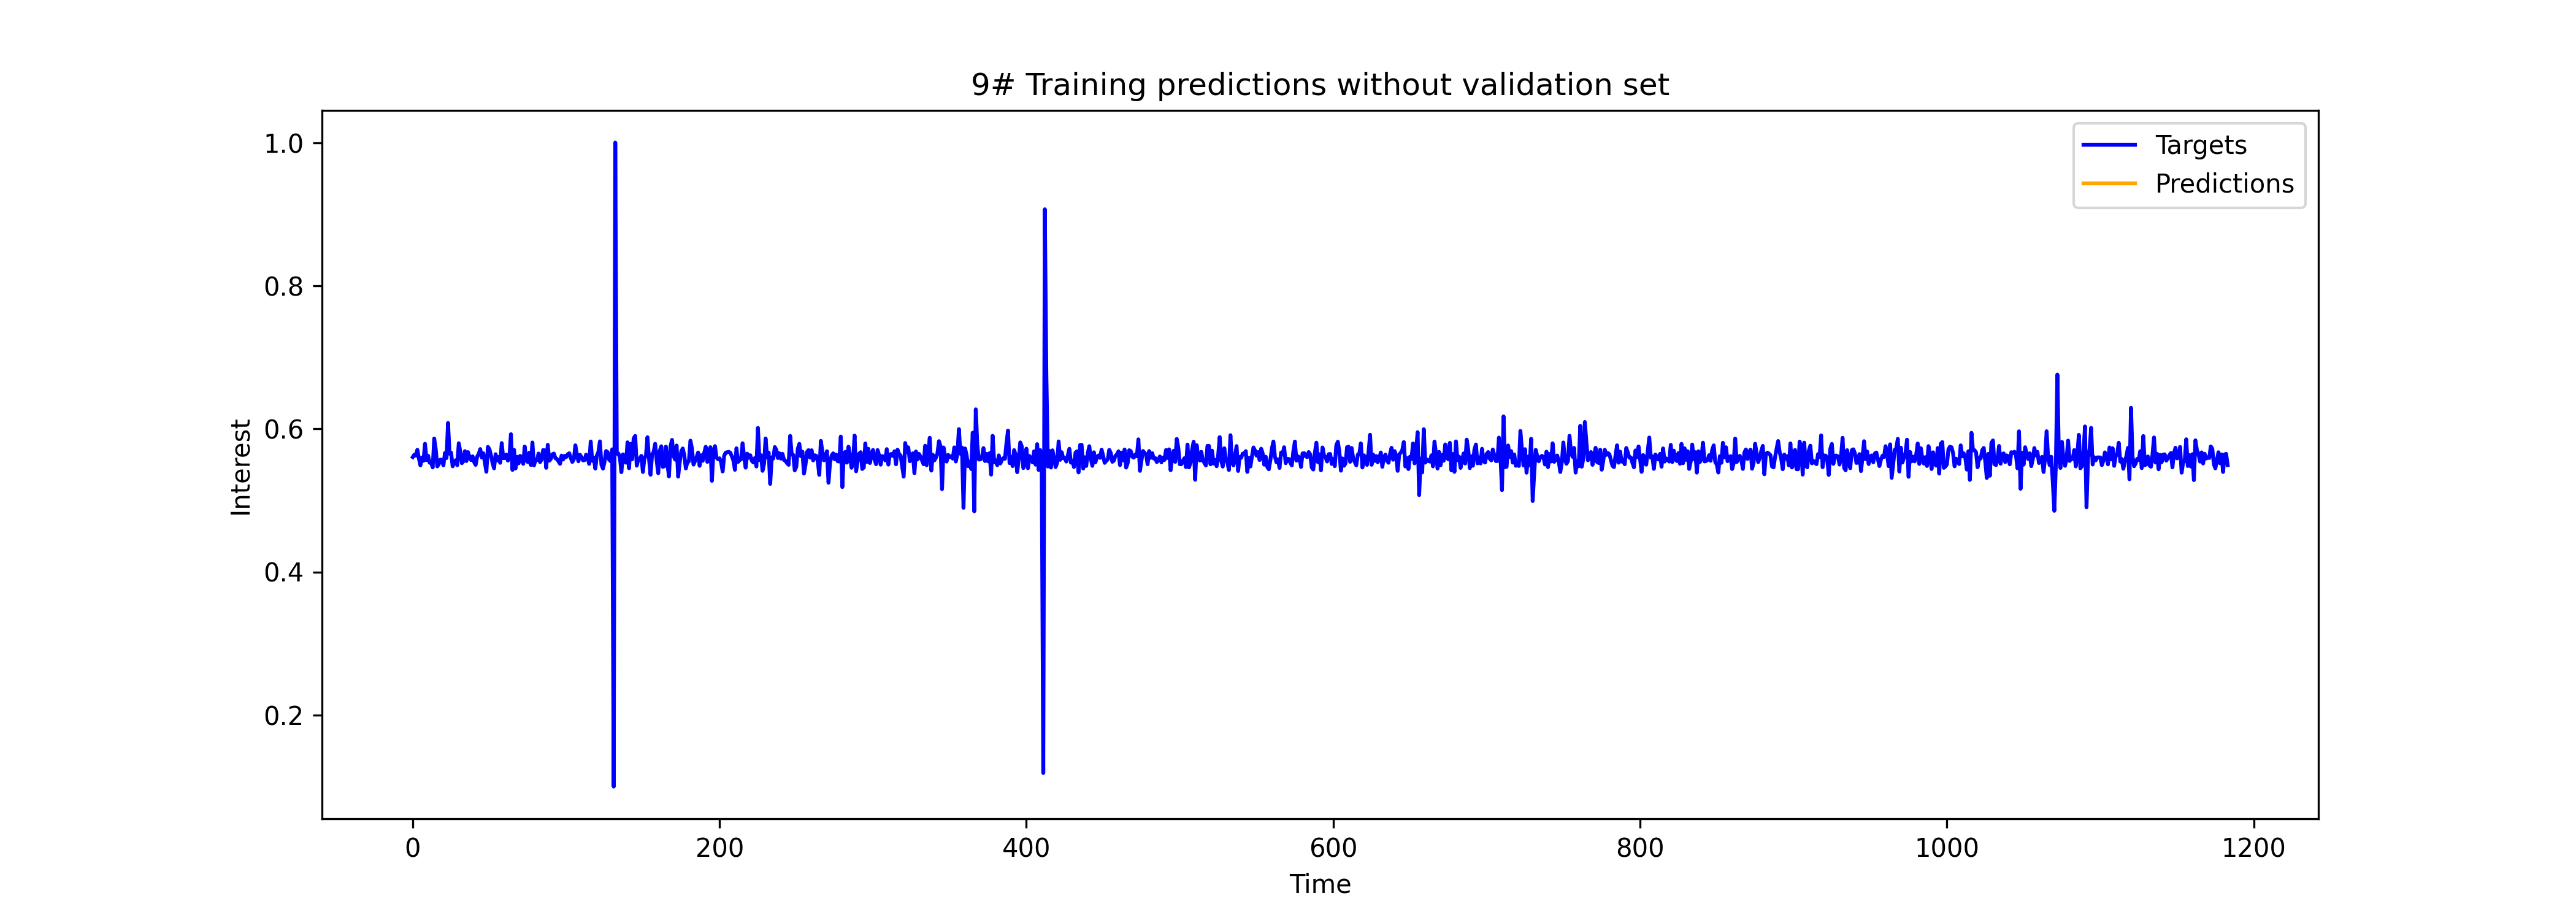 9# Training predictions without validation set
Targets
Predictions
1.0
0.8
0.6
0.4
0.2
Interest
0
200
400
600
800
1000
1200
Time